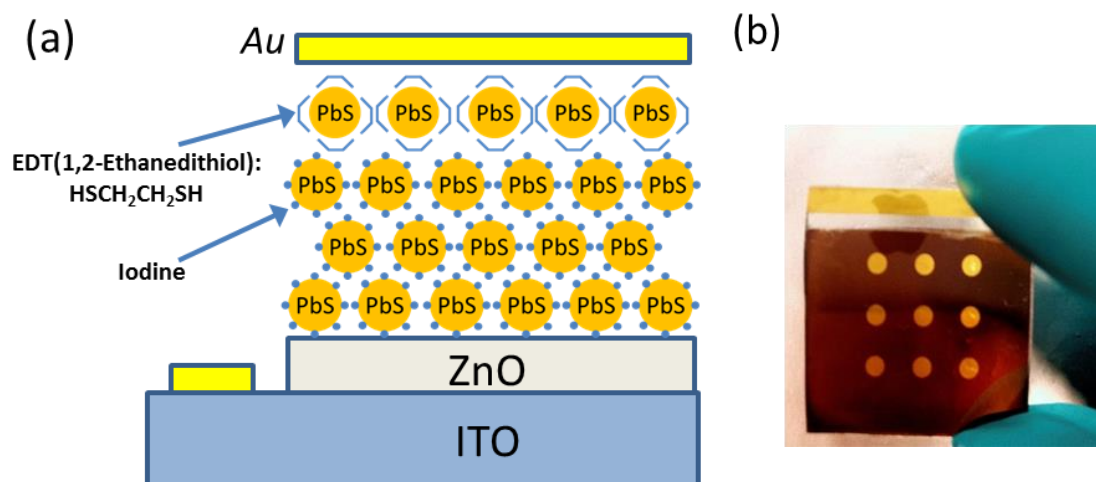 (a)
Au
(b)
PbS PbS PbS PbS PbS
EDT(1,2-Ethanedithiol):
HSCH₂CH₂SH
PbS PbS PbS PbS PbS PbS
Iodine
PbS PbS PbS PbS PbS
PbS PbS PbS PbS PbS PbS
ZnO
ITO